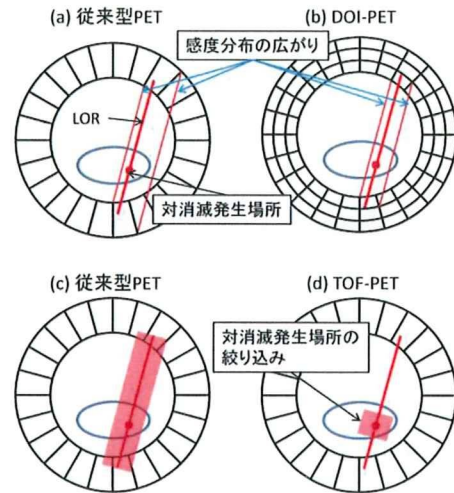 (a) 従来型PET
(b) DOI-PET
感度分布の広がり
LOR
対消滅発生場所
(c) 従来型PET
(d) TOF-PET
対消滅発生場所の
絞り込み